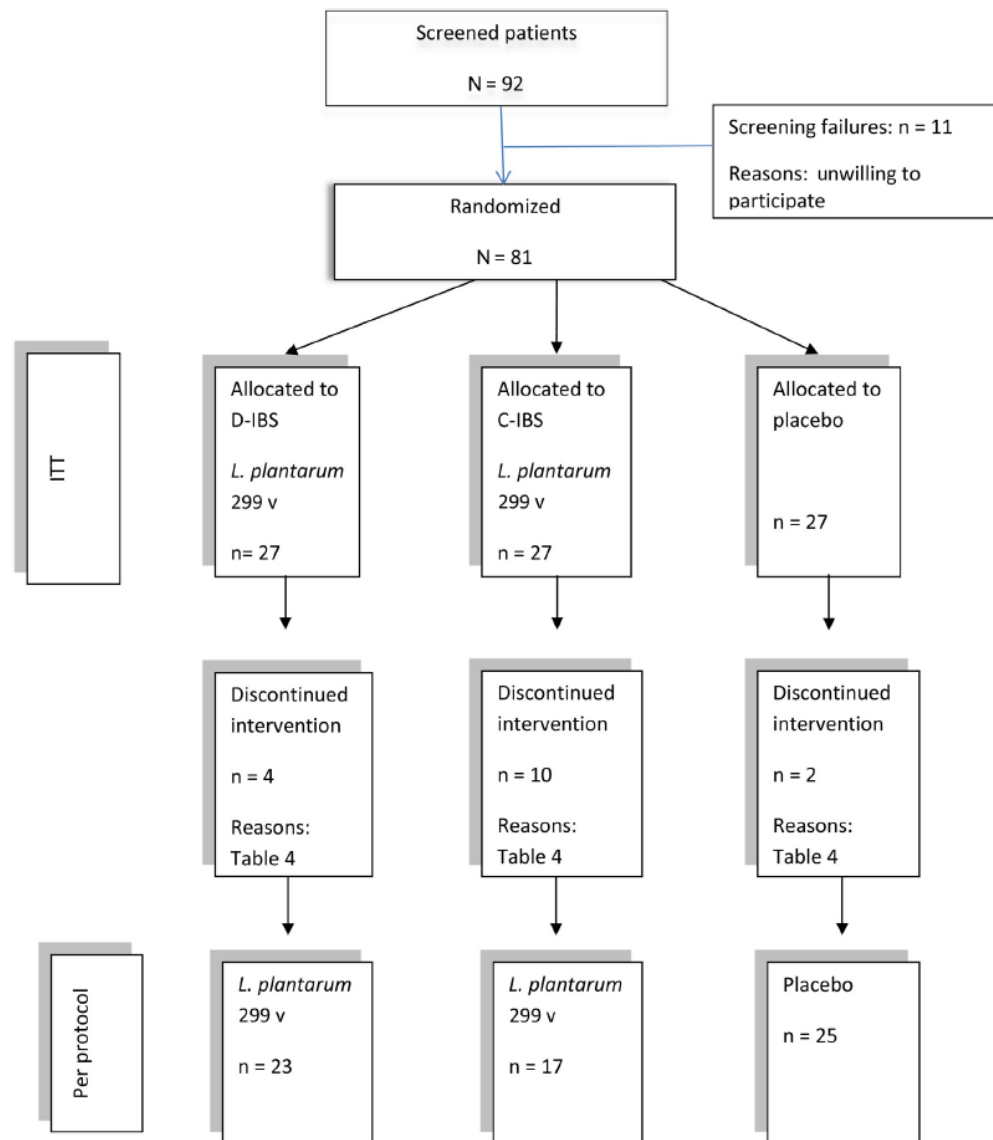 Screened patients
N = 92
Screening failures: n = 11
Reasons: unwilling to
participate
Randomized
N = 81
ITT
Allocated to
D-IBS
L. plantarum
299 v
n= 27
Allocated to
C-IBS
L. plantarum
299 v
n = 27
Allocated to
placebo
n = 27
Discontinued
intervention
n = 4
Reasons:
Table 4
Discontinued
intervention
n = 10
Reasons:
Table 4
Discontinued
intervention
n = 2
Reasons:
Table 4
Per protocol
L. plantarum
299 v
n = 23
L. plantarum
299 v
n = 17
Placebo
n = 25